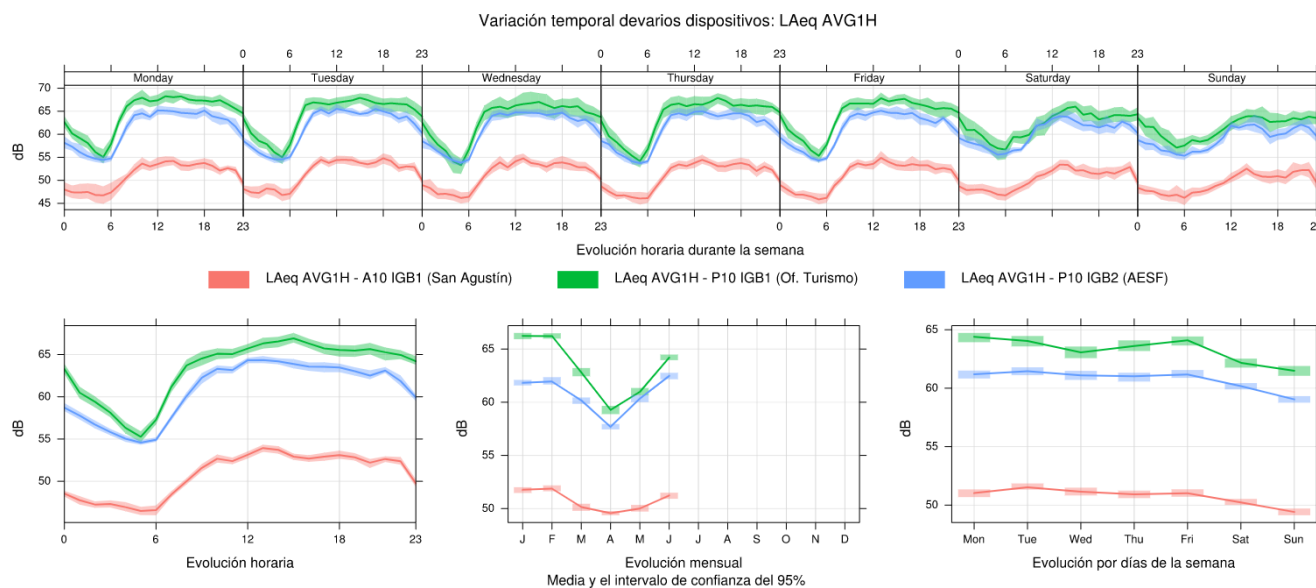 Variación temporal devarios dispositivos: LAeq AVG1H
0 6 12 18 23 0 6 12 18 23 0 6 12 18 23
Monday Tuesday Wednesday Thursday Friday Saturday Sunday
70
65
60
55
50
45
dB
0 6 12 18 23 0 6 12 18 23 0 6 12 18 23 0 6 12 18 23
Evolución horaria durante la semana
LAeq AVG1H - A10 IGB1 (San Agustín) LAeq AVG1H - P10 IGB1 (Of. Turismo) LAeq AVG1H - P10 IGB2 (AESF)
65
60
55
50
dB
0 6 12 18 23
Evolución horaria
65
60
55
50
dB
J F M A M J J A S O N D
Evolución mensual
Media y el intervalo de confianza del 95%
65
60
55
50
dB
Mon Tue Wed Thu Fri Sat Sun
Evolución por días de la semana